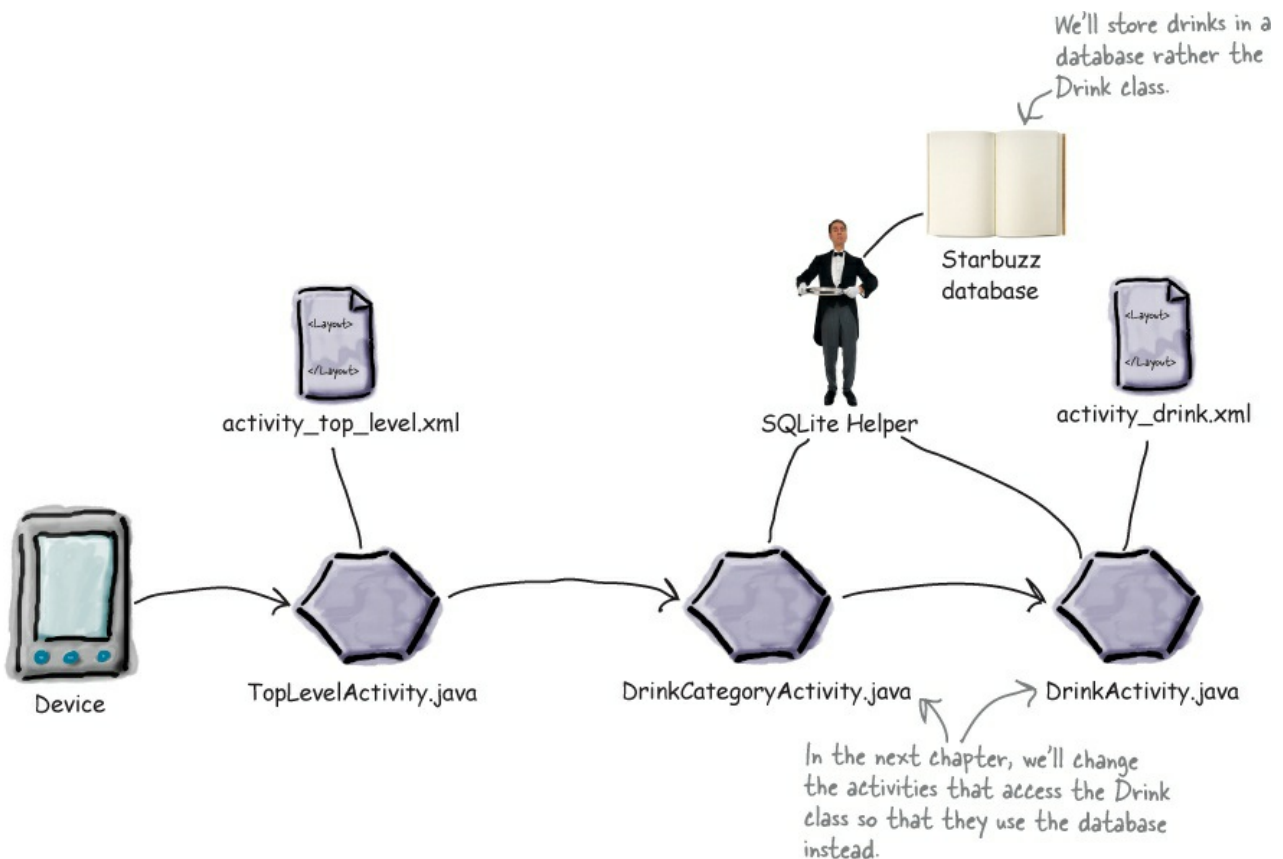 We'll store drinks in a
database rather the
Drink class.
Starbuzz
database
<Layout>
</Layout>
activity_top_level.xml
SQLite Helper
<Layout>
</Layout>
activity_drink.xml
Device
TopLevelActivity.java
DrinkCategoryActivity.java
DrinkActivity.java
In the next chapter, we'll change
the activities that access the Drink
class so that they use the database
instead.